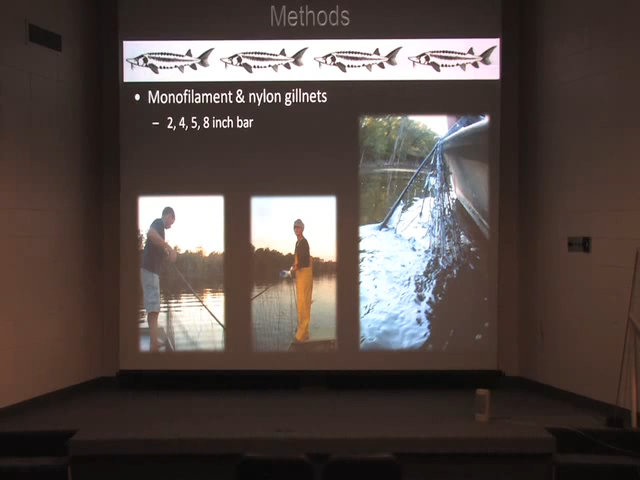 Methods
• Monofilament & nylon gillnets
– 2, 4, 5, 8 inch bar